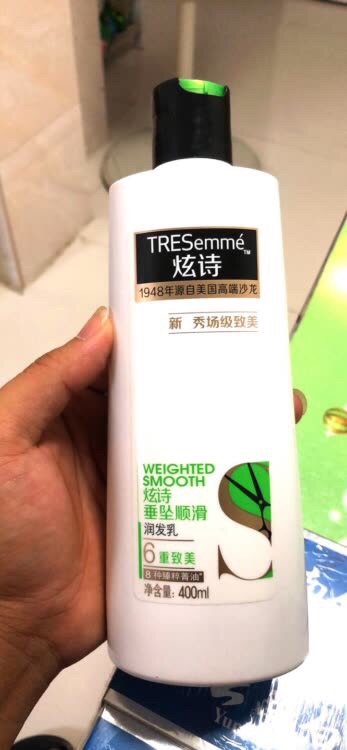 TRESemmé™
炫诗
1948年源自美国高端沙龙
新 秀场级致美
WEIGHTED
SMOOTH
炫诗
垂坠顺滑
润发乳
6重致美
8种臻粹菁油*
净含量: 400ml
S